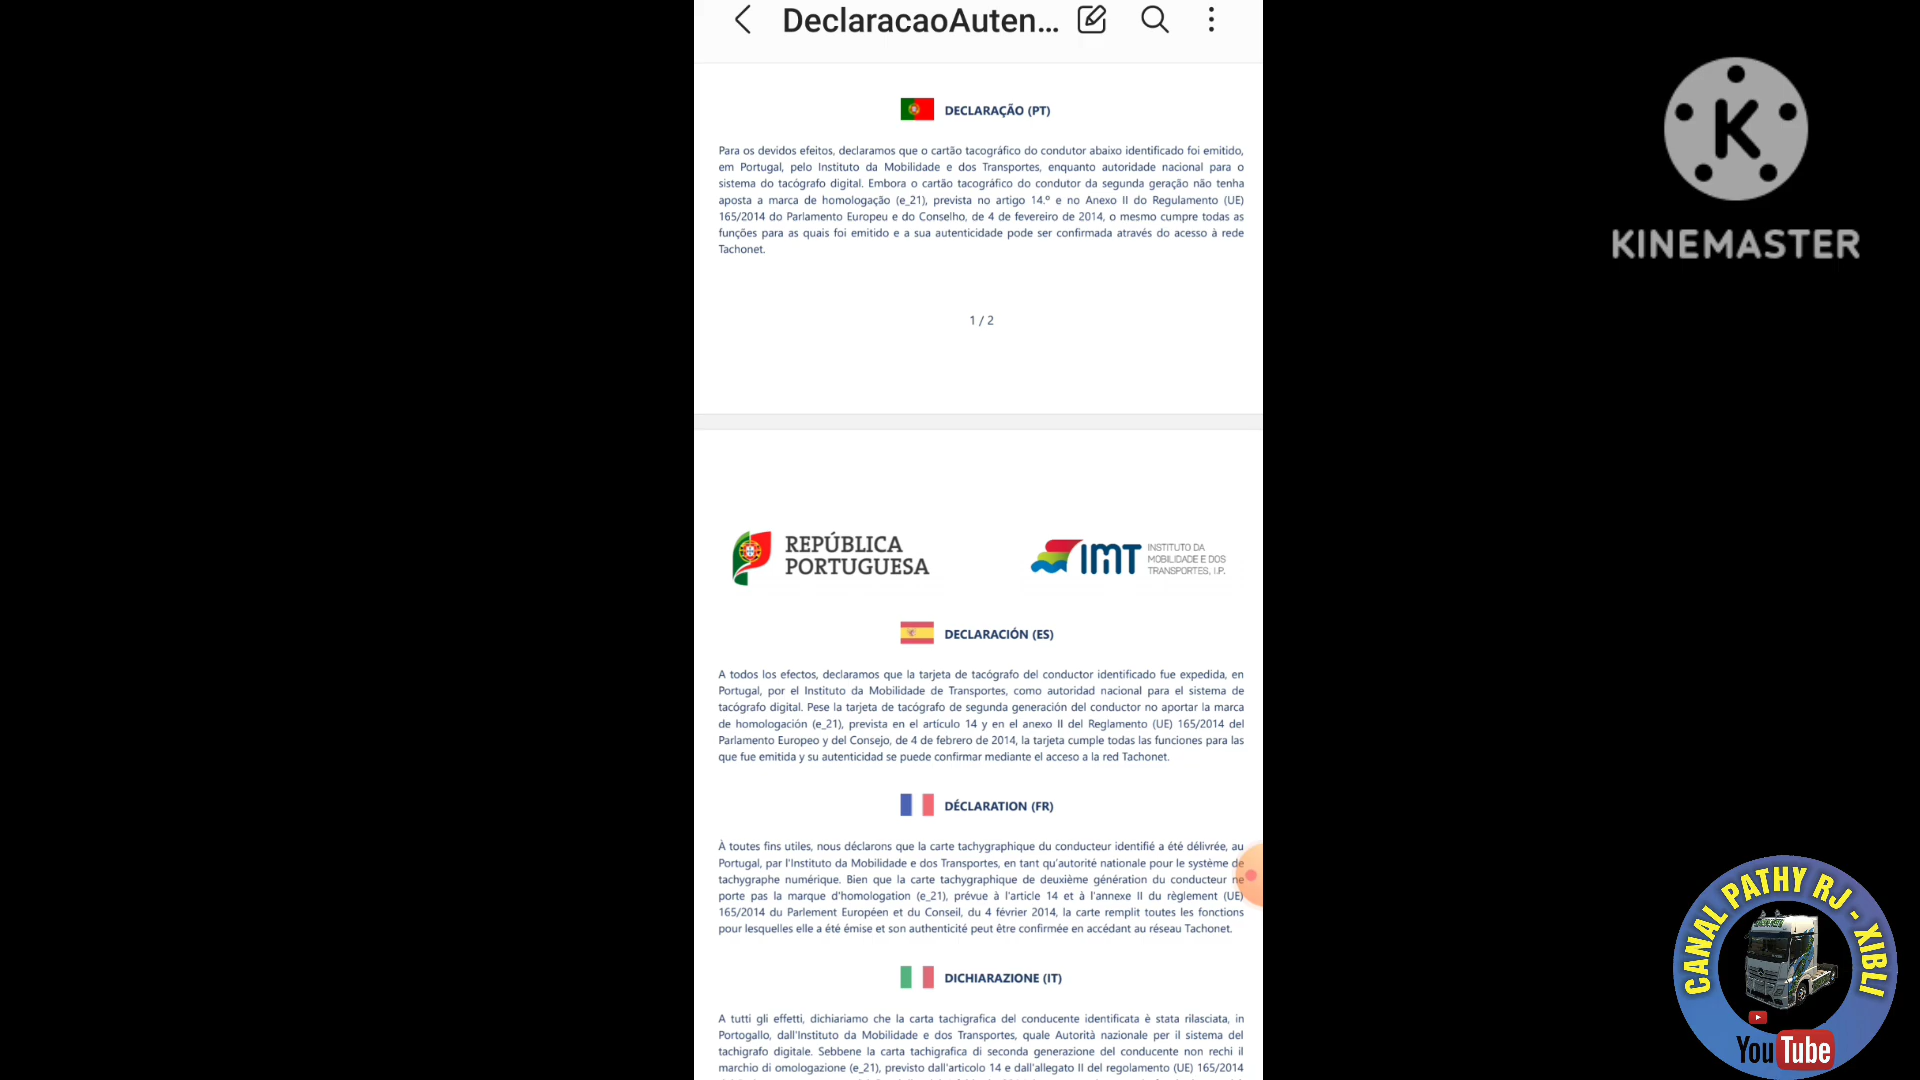 DeclaracaoAuten...
DECLARAÇÃO (PT)
Para os devidos efeitos, declaramos que o cartão tacográfico do condutor abaixo identificado foi emitido,
em Portugal, pelo Instituto da Mobilidade e dos Transportes, enquanto autoridade nacional para o
sistema do tacógrafo digital. Embora o cartão tacográfico do condutor da segunda geração não tenha
aposta a marca de homologação (e_21), prevista no artigo 14.º e no Anexo II do Regulamento (UE)
165/2014 do Parlamento Europeu e do Conselho, de 4 de fevereiro de 2014, o mesmo cumpre todas as
funções para as quais foi emitido e a sua autenticidade pode ser confirmada através do acesso à rede
Tachonet.
1 / 2
REPÚBLICA
PORTUGUESA
IMT
INSTITUTO DA
MOBILIDADE E DOS
TRANSPORTES, I.P.
DECLARACIÓN (ES)
A todos los efectos, declaramos que la tarjeta de tacógrafo del conductor identificado fue expedida, en
Portugal, por el Instituto da Mobilidade de Transportes, como autoridad nacional para el sistema de
tacógrafo digital. Pese la tarjeta de tacógrafo de segunda generación del conductor no aportar la marca
de homologación (e_21), prevista en el artículo 14 y en el anexo II del Reglamento (UE) 165/2014 del
Parlamento Europeo y del Consejo, de 4 de febrero de 2014, la tarjeta cumple todas las funciones para las
que fue emitida y su autenticidad se puede confirmar mediante el acceso a la red Tachonet.
DÉCLARATION (FR)
À toutes fins utiles, nous déclarons que la carte tachygraphique du conducteur identifié a été délivrée, au
Portugal, par l'Instituto da Mobilidade e dos Transportes, en tant qu'autorité nationale pour le système de
tachygraphe numérique. Bien que la carte tachygraphique de deuxième génération du conducteur ne
porte pas la marque d'homologation (e_21), prévue à l'article 14 et à l'annexe II du règlement (UE)
165/2014 du Parlement Européen et du Conseil, du 4 février 2014, la carte remplit toutes les fonctions
pour lesquelles elle a été émise et son authenticité peut être confirmée en accédant au réseau Tachonet.
DICHIARAZIONE (IT)
A tutti gli effetti, dichiariamo che la carta tachigrafica del conducente identificata è stata rilasciata, in
Portogallo, dall'Instituto da Mobilidade e dos Transportes, quale Autorità nazionale per il sistema del
tachigrafo digitale. Sebbene la carta tachigrafica di seconda generazione del conducente non rechi il
marchio di omologazione (e_21), previsto dall'articolo 14 e dall'allegato II del regolamento (UE) 165/2014
K
KINEMASTER
CANAL PATHY RJ - XIBLI
YouTube